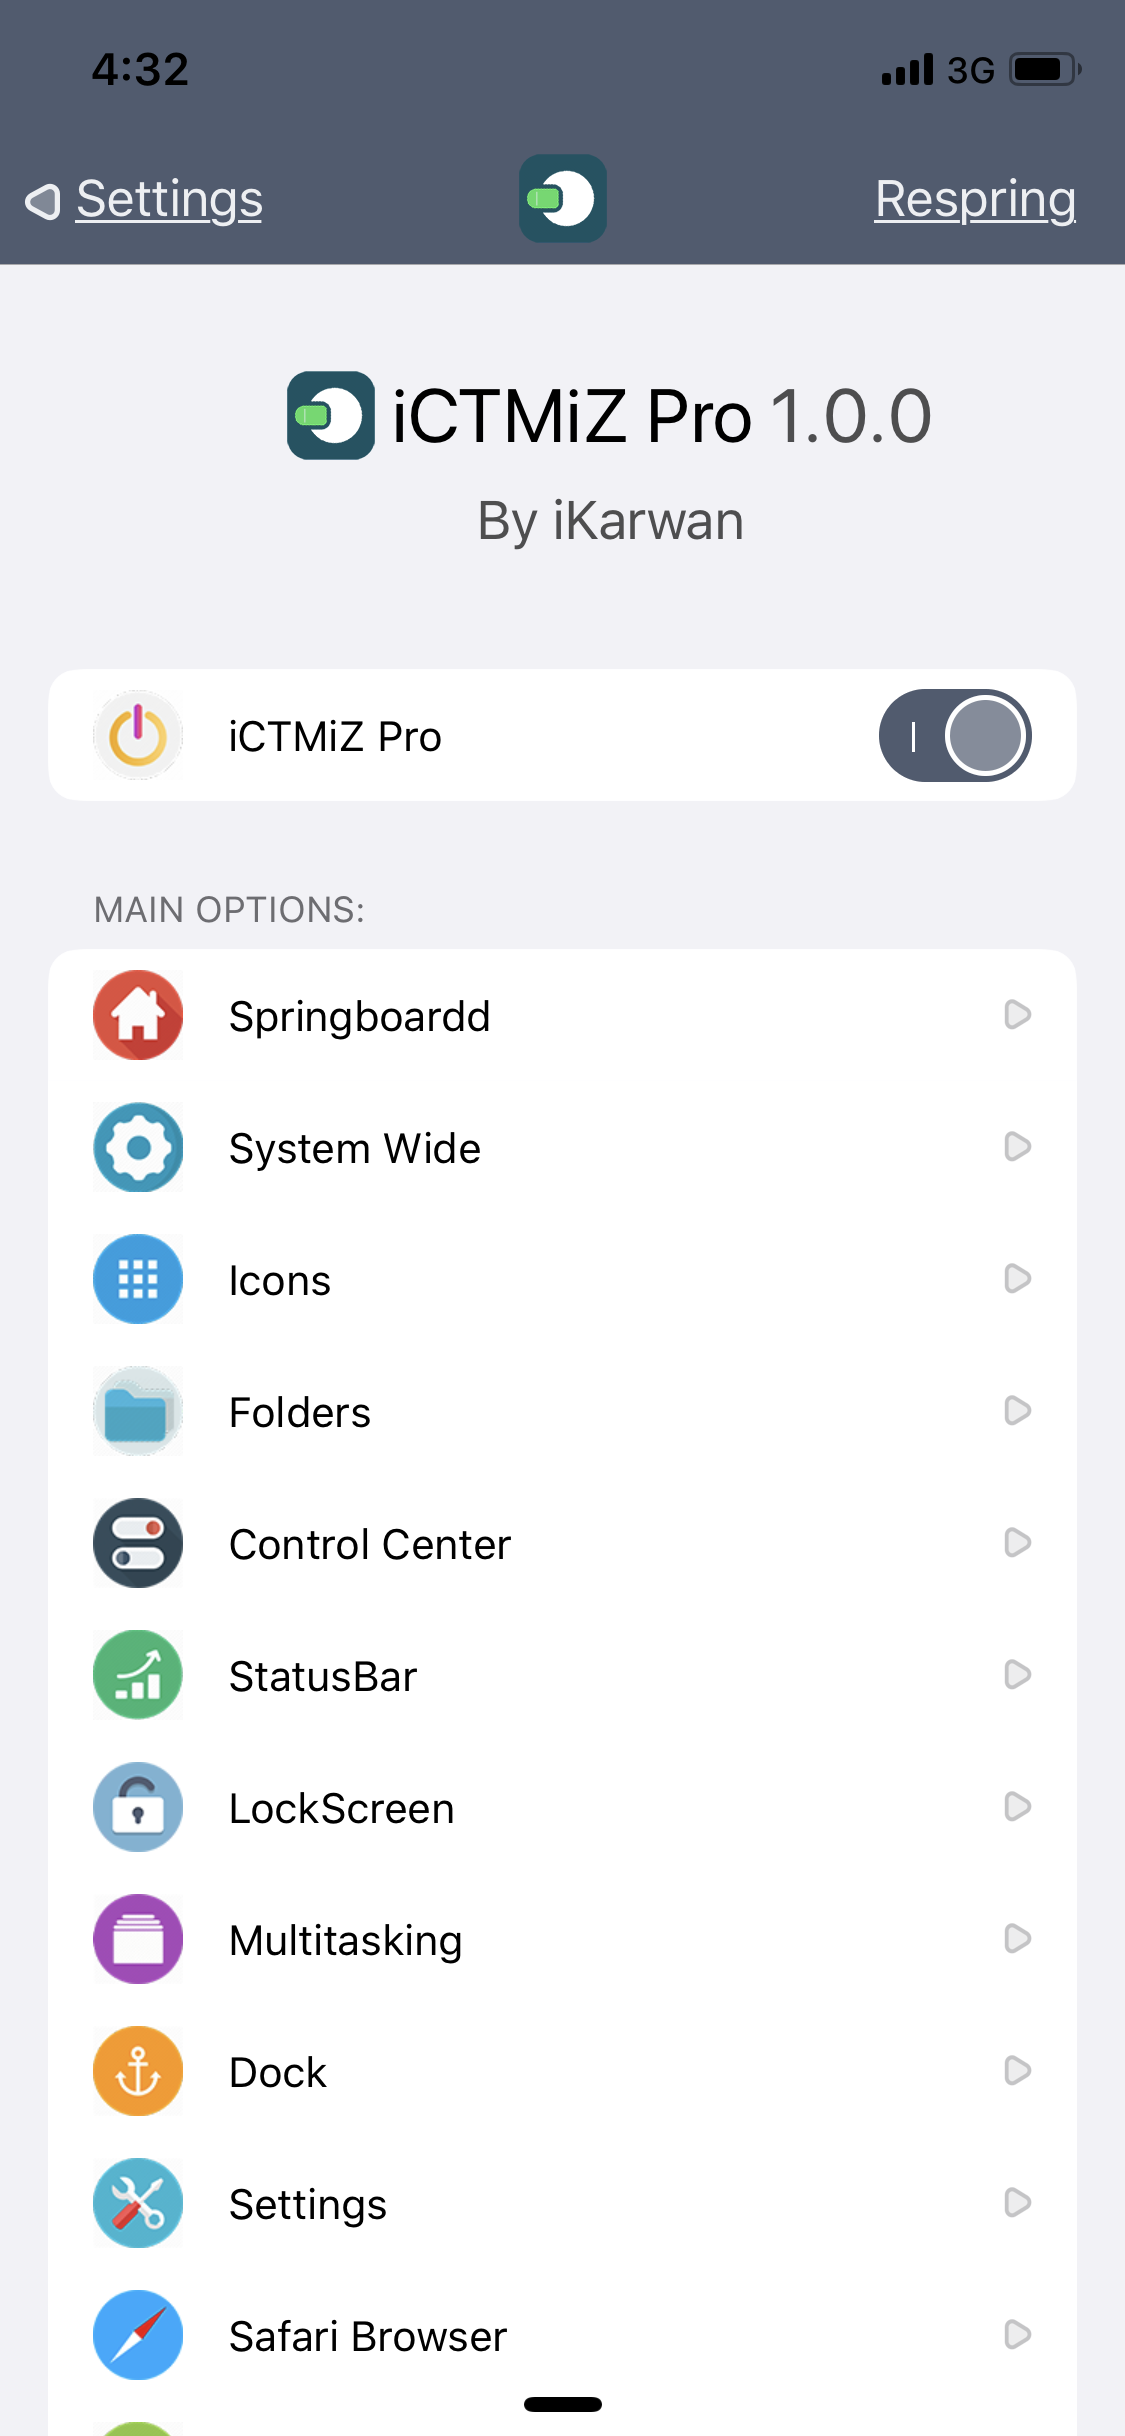 4:32
3G
Settings
Respring
iCTMiZ Pro 1.0.0
By iKarwan
iCTMiZ Pro
MAIN OPTIONS:
Springboardd
System Wide
Icons
Folders
Control Center
StatusBar
LockScreen
Multitasking
Dock
Settings
Safari Browser